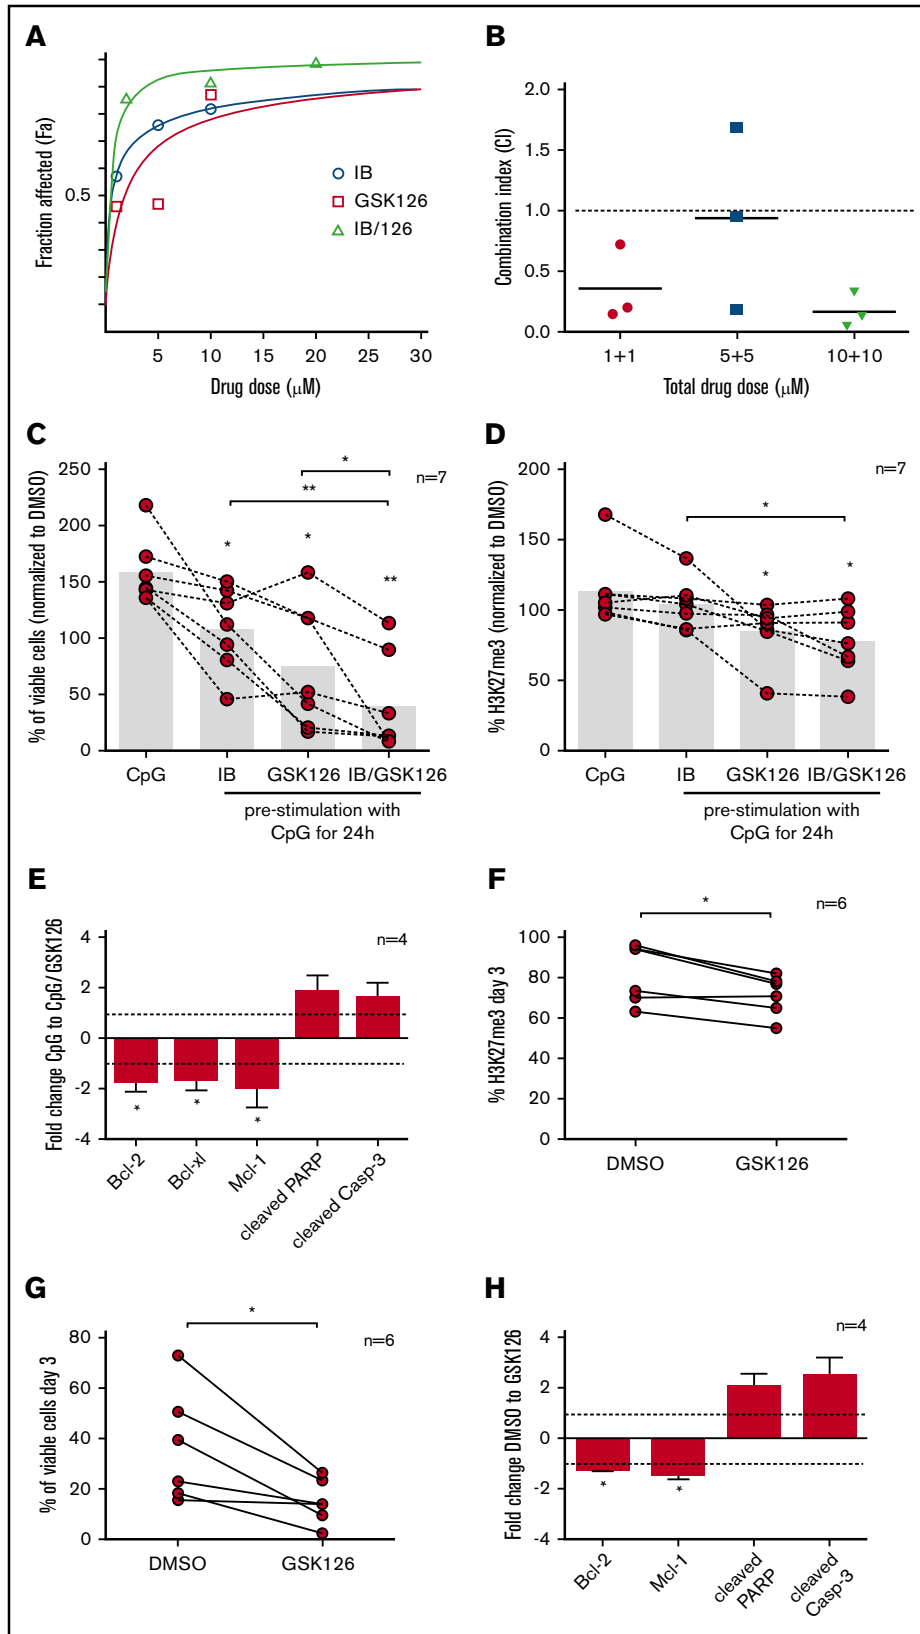 A
Fraction affected (Fa)
0.5
IB
GSK126
IB/126
5 10 15 20 30
Drug dose (μM)
B
Combination index (CI)
2.0
1.5
1.0
0.5
0.0
1+1 5+5 10+10
Total drug dose (μM)
C
% of viable cells (normalized to DMSO)
250
200
150
100
50
0
n=7
*
**
*
*
**
CpG IB GSK126 IB/GSK126
pre-stimulation with
CpG for 24h
D
% H3K27me3 (normalized to DMSO)
200
150
100
50
0
n=7
*
*
*
CpG IB GSK126 IB/GSK126
pre-stimulation with
CpG for 24h
E
Fold change CpG to CpG/GSK126
4
2
0
-2
-4
n=4
*
*
*
Bcl-2
Bcl-xl
Mcl-1
cleaved PARP
cleaved Casp-3
F
% H3K27me3 day 3
100
80
60
40
20
0
*
n=6
DMSO GSK126
G
% of viable cells day 3
80
60
40
20
0
*
n=6
DMSO GSK126
H
Fold change DMSO to GSK126
4
2
0
-2
-4
n=4
*
*
Bcl-2
Mcl-1
cleaved
PARP
cleaved
Casp-3